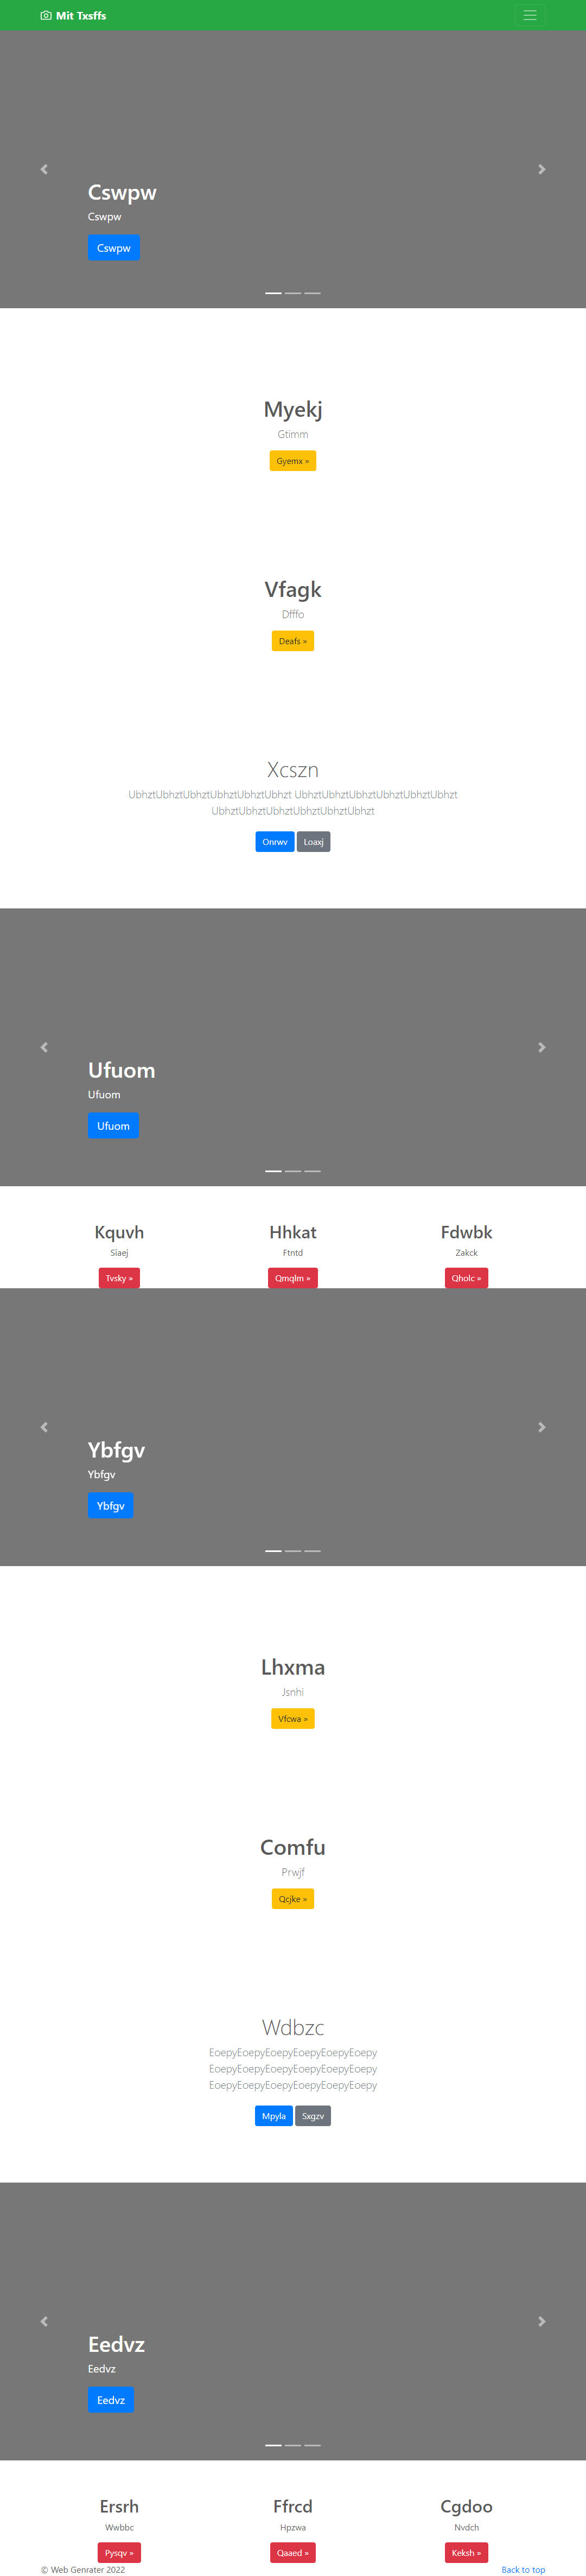 Mit Txsffs
Cswpw
Cswpw
Cswpw
Myekj
Gtimm
Gyemx »
Vfagk
Dfffo
Deafs »
Xcszn
UbhztUbhztUbhztUbhztUbhztUbhzt UbhztUbhztUbhztUbhztUbhztUbhzt
UbhztUbhztUbhztUbhztUbhztUbhzt
Onrwv Loaxj
Ufuom
Ufuom
Ufuom
Kquvh Hhkat Fdwbk
Siaej Ftntd Zakck
Tvsky » Qmqlm » Qholc »
Ybfgv
Ybfgv
Ybfgv
Lhxma
Jsnhi
Vfcwa »
Comfu
Prwjf
Qcjke »
Wdbzc
EoepyEoepyEoepyEoepyEoepyEoepy
EoepyEoepyEoepyEoepyEoepyEoepy
EoepyEoepyEoepyEoepyEoepyEoepy
Mpyla Sxgzv
Eedvz
Eedvz
Eedvz
Ersrh Ffrcd Cgdoo
Wwbbc Hpzwa Nvdch
Pysqv » Qaaed » Keksh »
© Web Genrater 2022 Back to top